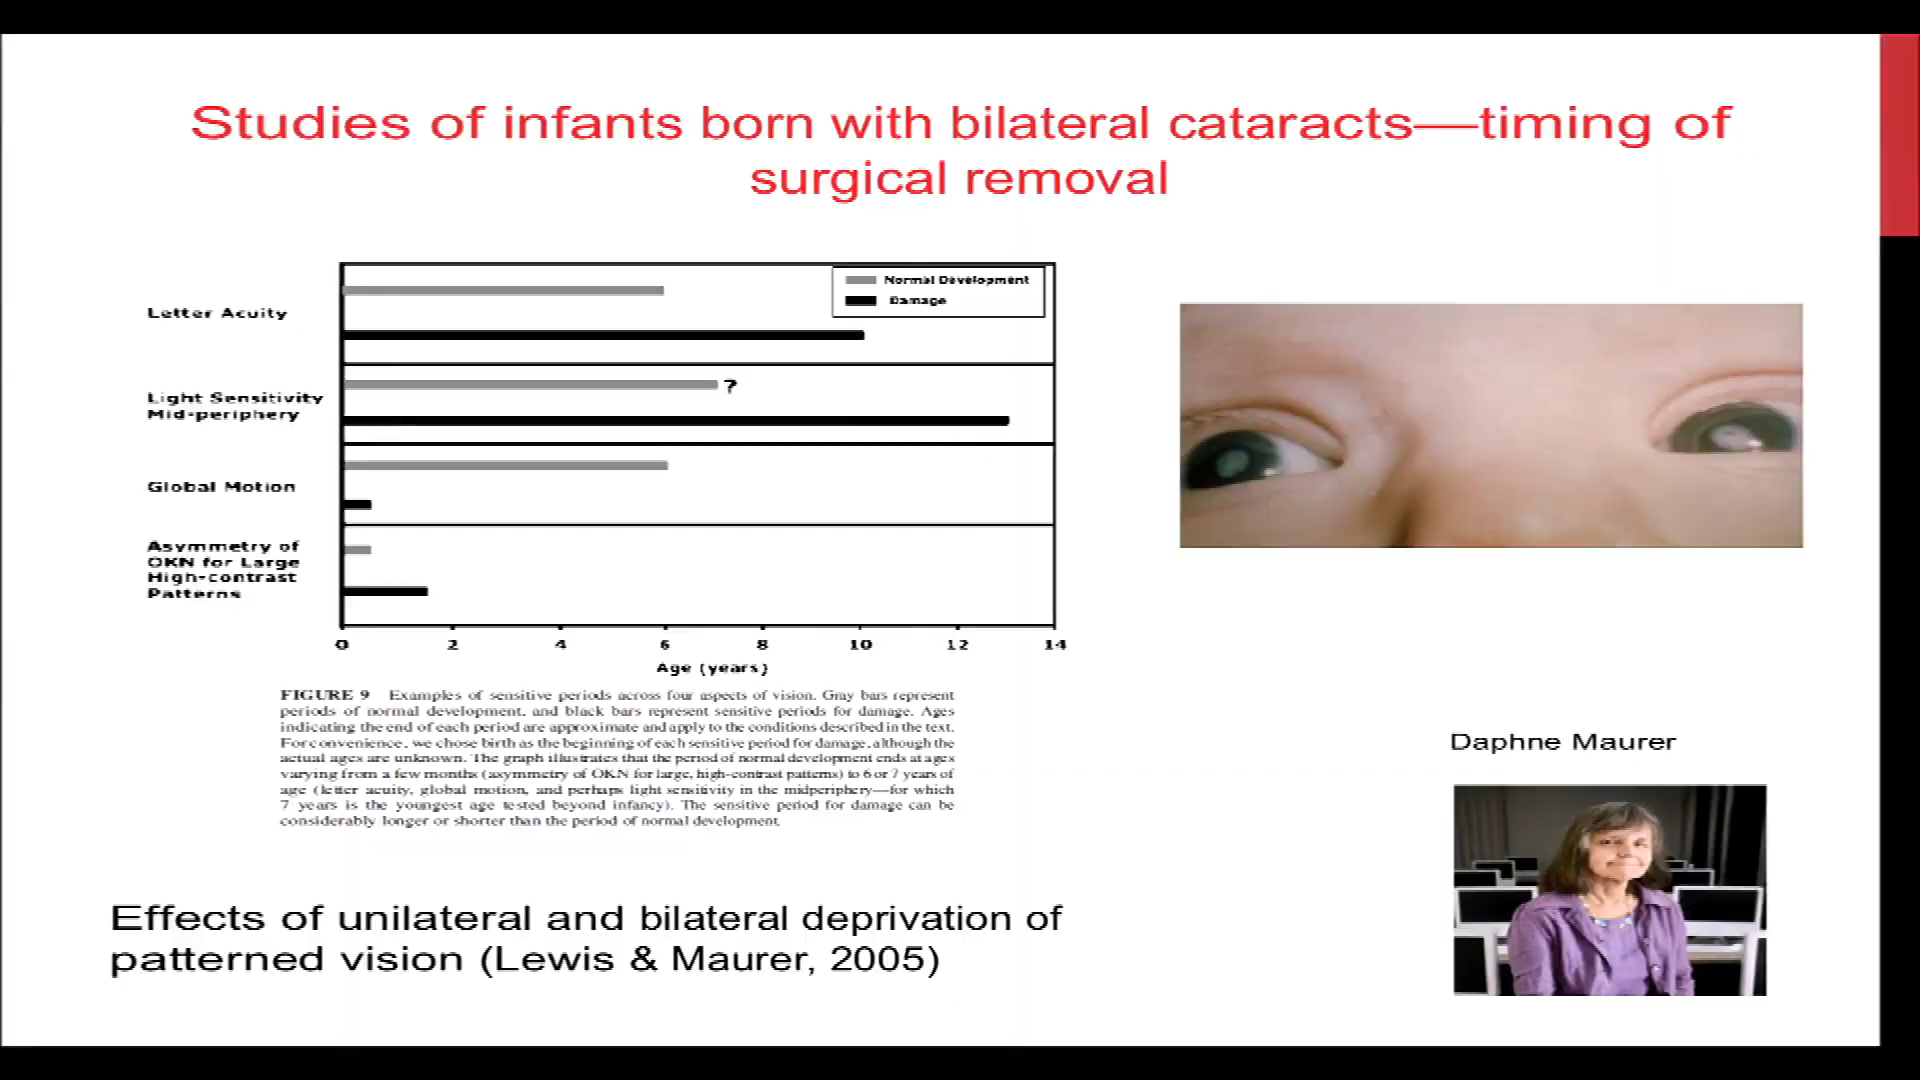 Studies of infants born with bilateral cataracts—timing of
surgical removal
Normal Development
Damage
Letter Acuity
?
Light Sensitivity
Mid-periphery
Global Motion
Asymmetry of
OKN for Large
High-contrast
Patterns
0 2 4 6 8 10 12 14
Age (years)
FIGURE 9 Examples of sensitive periods across four aspects of vision. Gray bars represent
periods of normal development, and black bars represent sensitive periods for damage. Ages
indicating the end of each period are approximate and apply to the conditions described in the text.
For convenience, we chose birth as the beginning of each sensitive period for damage, although the
actual ages are unknown. The graph illustrates that the period of normal development ends at ages
varying from a few months (asymmetry of OKN for large, high-contrast patterns) to 6 or 7 years of
age (letter acuity, global motion, and perhaps light sensitivity in the midperiphery—for which
7 years is the youngest age tested beyond infancy). The sensitive period for damage can be
considerably longer or shorter than the period of normal development.
Daphne Maurer
Effects of unilateral and bilateral deprivation of
patterned vision (Lewis & Maurer, 2005)